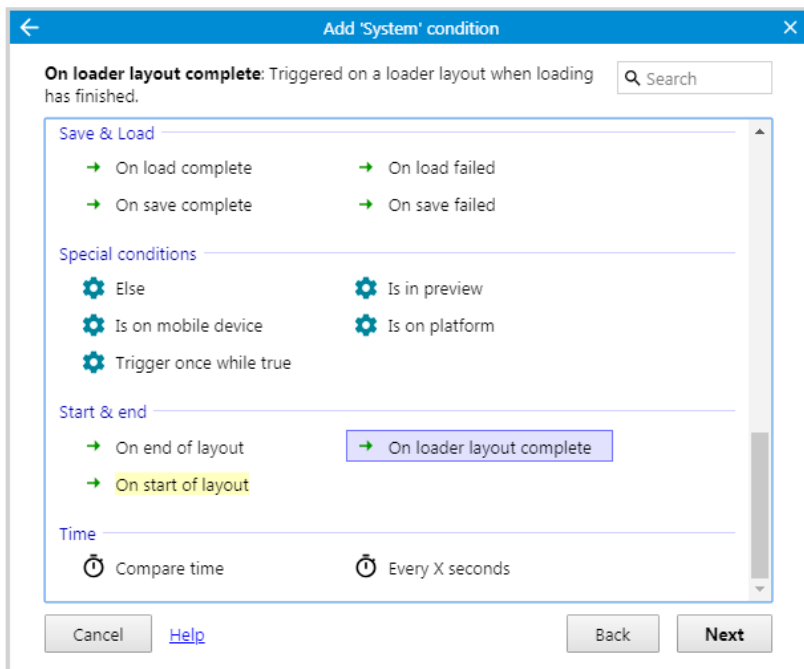 Add 'System' condition
On loader layout complete: Triggered on a loader layout when loading
has finished.
Search
Save & Load
On load complete
On load failed
On save complete
On save failed
Special conditions
Else
Is in preview
Is on mobile device
Is on platform
Trigger once while true
Start & end
On end of layout
On loader layout complete
On start of layout
Time
Compare time
Every X seconds
Cancel
Help
Back
Next